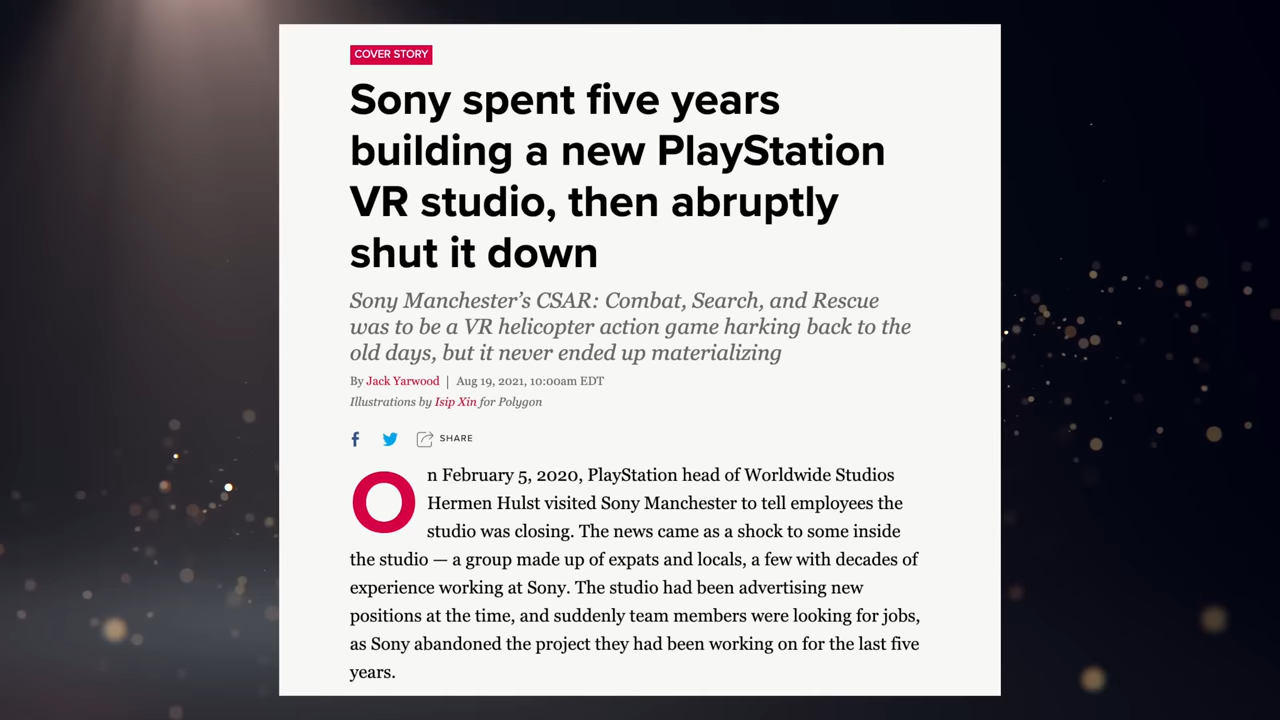 COVER STORY
Sony spent five years
building a new PlayStation
VR studio, then abruptly
shut it down
Sony Manchester's CSAR: Combat, Search, and Rescue
was to be a VR helicopter action game harking back to the
old days, but it never ended up materializing
By Jack Yarwood | Aug 19, 2021, 10:00am EDT
Illustrations by Isip Xin for Polygon
SHARE
On February 5, 2020, PlayStation head of Worldwide Studios
Hermen Hulst visited Sony Manchester to tell employees the
studio was closing. The news came as a shock to some inside
the studio — a group made up of expats and locals, a few with decades of
experience working at Sony. The studio had been advertising new
positions at the time, and suddenly team members were looking for jobs,
as Sony abandoned the project they had been working on for the last five
years.